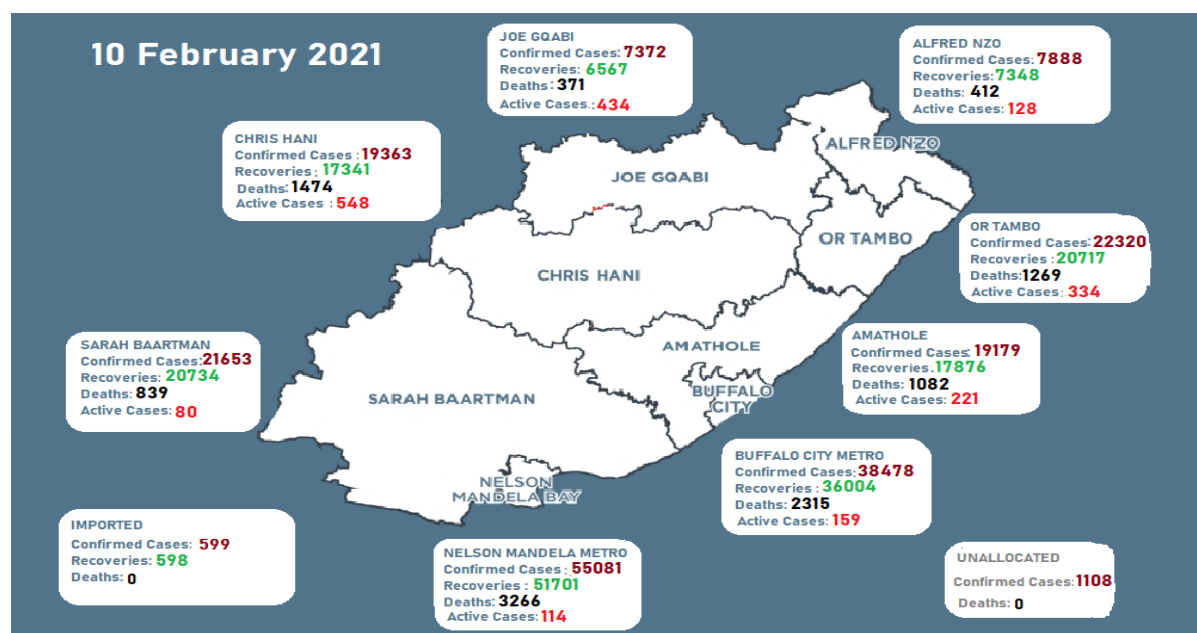 10 February 2021
JOE GQABI
Confirmed Cases: 7372
Recoveries: 6567
Deaths: 371
Active Cases.: 434
ALFRED NZO
Confirmed Cases: 7888
Recoveries:7348
Deaths: 412
Active Cases: 128
CHRIS HANI
Confirmed Cases : 19363
Recoveries : 17341
Deaths: 1474
Active Cases : 548
ALFRED NZO
JOE GQABI
OR TAMBO
CHRIS HANI
OR TAMBO
Confirmed Cases: 22320
Recoveries : 20717
Deaths:1269
Active Cases : 334
SARAH BAARTMAN
Confirmed Cases:21653
Recoveries: 20734
Deaths: 839
Active Cases: 80
AMATHOLE
AMATHOLE
Confirmed Cases: 19179
Recoveries.17876
Deaths: 1082
Active Cases: 221
SARAH BAARTMAN
BUFFALO
CITY
BUFFALO CITY METRO
Confirmed Cases: 38478
Recoveries : 36004
Deaths: 2315
Active Cases: 159
NELSON
MANDELA BAY
IMPORTED
Confirmed Cases: 599
Recoveries: 598
Deaths: 0
NELSON MANDELA METRO
Confirmed Cases : 55081
Recoveries : 51701
Deaths: 3266
Active Cases: 114
UNALLOCATED
Confirmed Cases:1108
Deaths: 0